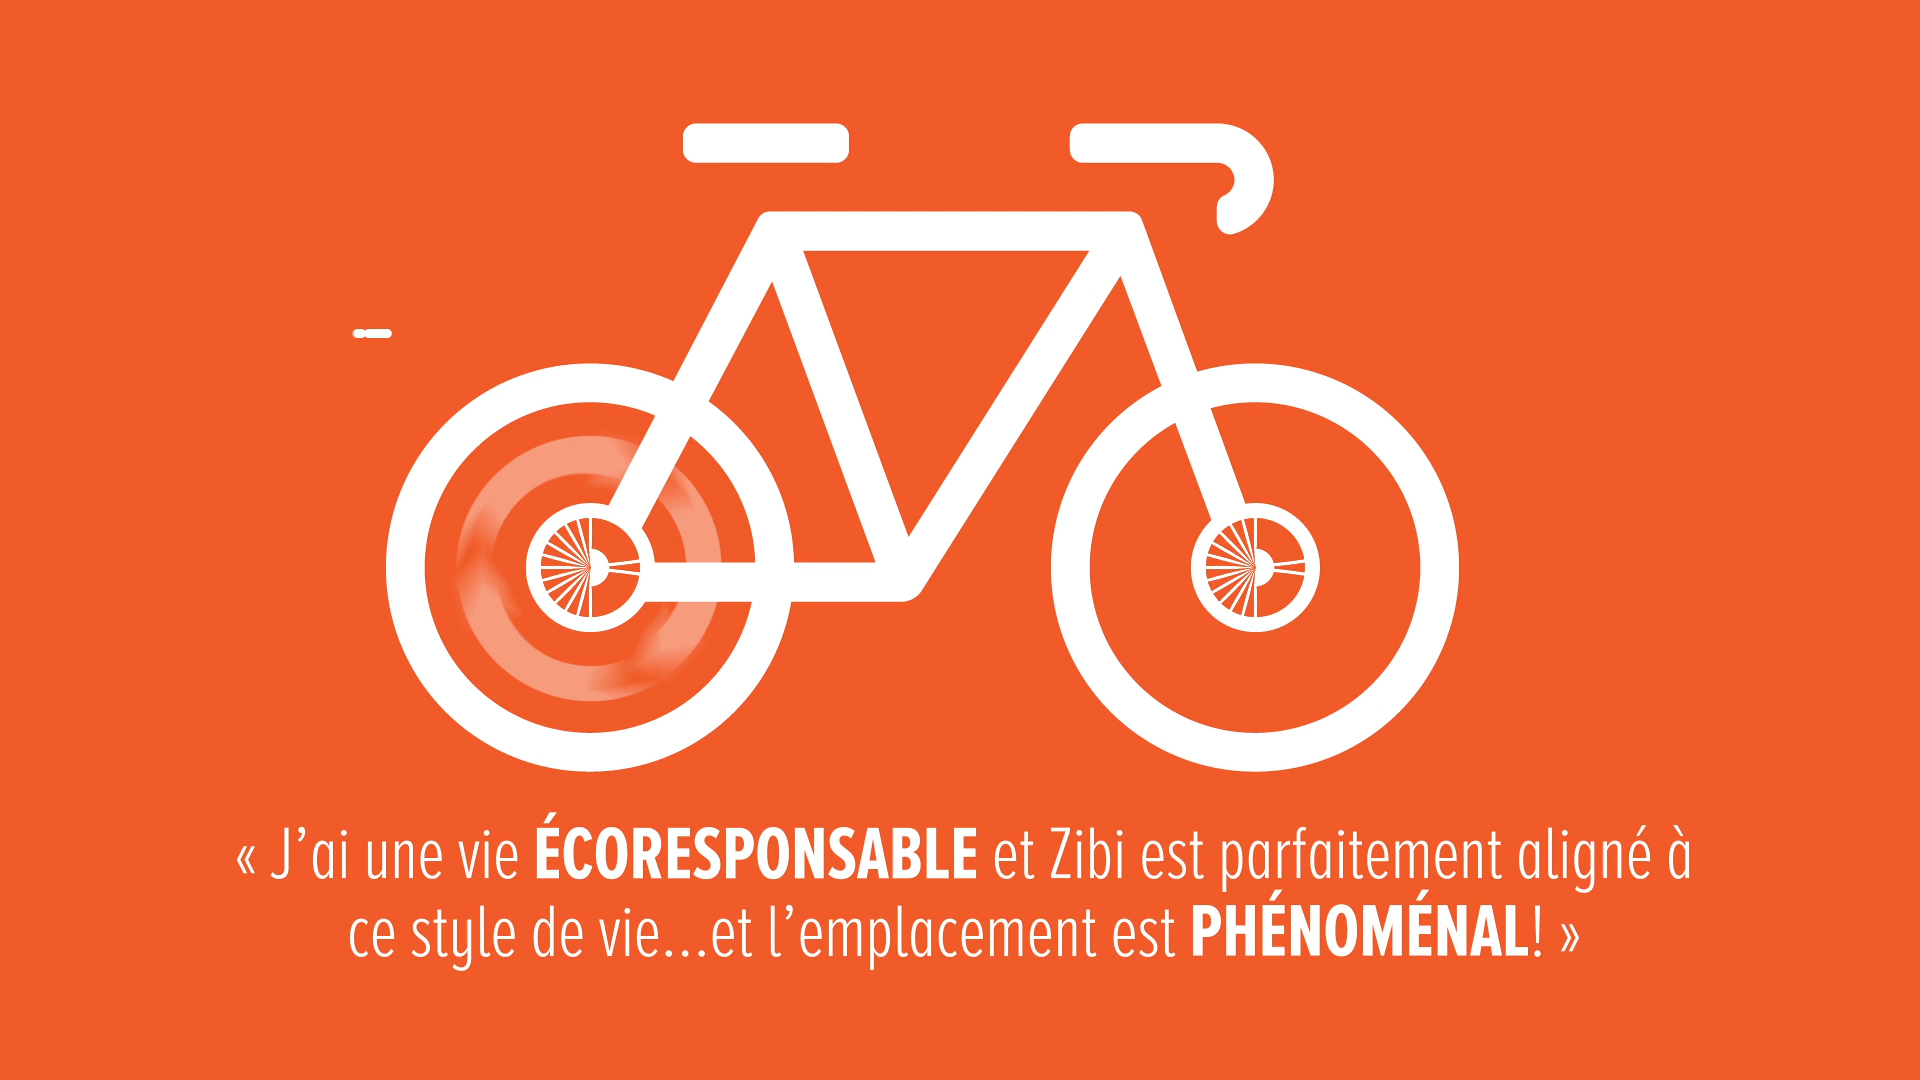 « J’ai une vie ÉCORESPONSABLE et Zibi est parfaitement aligné à
ce style de vie...et l’emplacement est PHÉNOMÉNAL! »